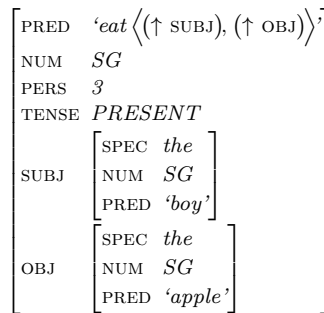 PRED ‘eat⟨(↑ SUBJ), (↑ OBJ)⟩’
NUM SG
PERS 3
TENSE PRESENT
SPEC the
SUBJ NUM SG
PRED ‘boy’
SPEC the
OBJ NUM SG
PRED ‘apple’